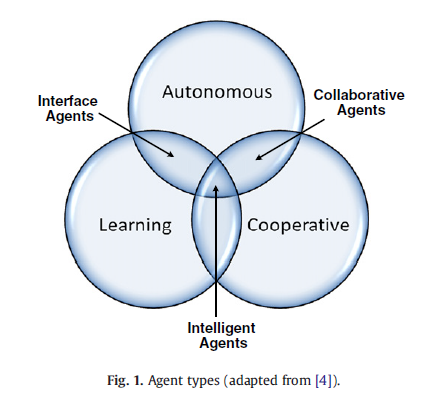 Autonomous
Interface
Agents
Collaborative
Agents
Learning
Cooperative
Intelligent
Agents
Fig. 1. Agent types (adapted from [4]).